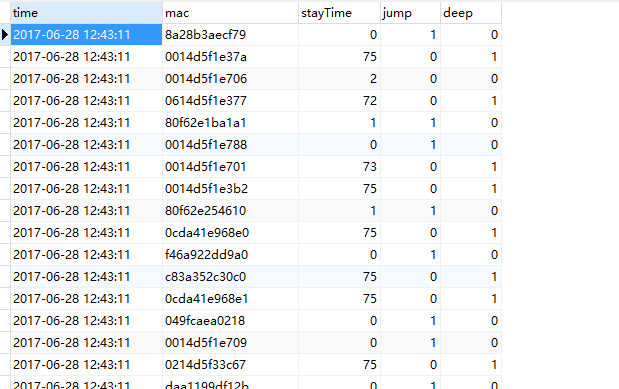 time mac stayTime jump deep
2017-06-28 12:43:11 8a28b3aecf79 0 1 0
2017-06-28 12:43:11 0014d5f1e37a 75 0 1
2017-06-28 12:43:11 0014d5f1e706 2 0 0
2017-06-28 12:43:11 0614d5f1e377 72 0 1
2017-06-28 12:43:11 80f62e1ba1a1 1 1 0
2017-06-28 12:43:11 0014d5f1e788 0 1 0
2017-06-28 12:43:11 0014d5f1e701 73 0 1
2017-06-28 12:43:11 0014d5f1e3b2 75 0 1
2017-06-28 12:43:11 80f62e254610 1 1 0
2017-06-28 12:43:11 0cda41e968e0 75 0 1
2017-06-28 12:43:11 f46a922dd9a0 0 1 0
2017-06-28 12:43:11 c83a352c30c0 75 0 1
2017-06-28 12:43:11 0cda41e968e1 75 0 1
2017-06-28 12:43:11 049fcaea0218 0 1 0
2017-06-28 12:43:11 0014d5f1e709 0 1 0
2017-06-28 12:43:11 0214d5f33c67 75 0 1
2017-06-28 12:43:11 daa1199df12b 0 1 0